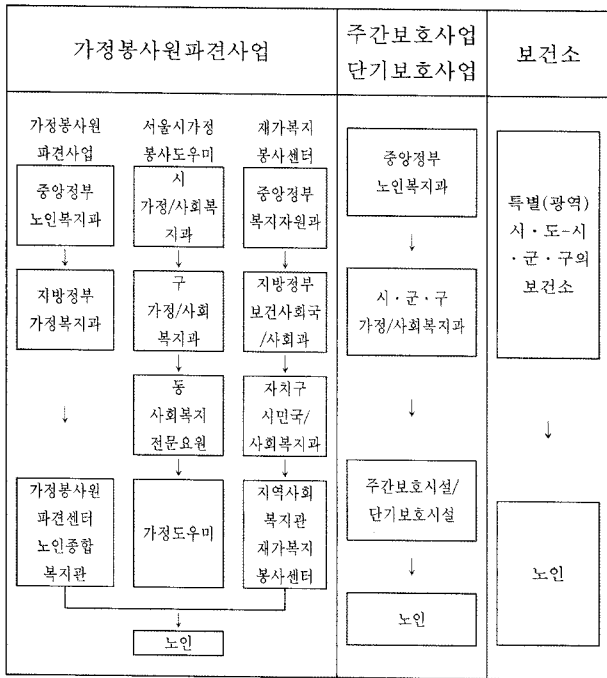 가정봉사원파견사업
주간보호사업
단기보호사업
보건소
가정봉사원
파견사업
중앙정부
노인복지과
↓
지방정부
가정복지과
↓
가정봉사원
파견센터
노인종합
복지관
서울시가정
봉사도우미
시
가정/사회복
지과
↓
구
가정/사회
복지과
↓
동
사회복지
전문요원
↓
가정도우미
재가복지
봉사센터
중앙정부
복지자원과
↓
지방정부
보건사회국
/사회과
↓
자치구
시민국/
사회복지과
↓
지역사회
복지관
재가복지
봉사센터
↓
노인
중앙정부
노인복지과
↓
시·군·구
가정/사회복지과
↓
주간보호시설/
단기보호시설
↓
노인
특별(광역)
시·도-시
·군·구의
보건소
↓
노인